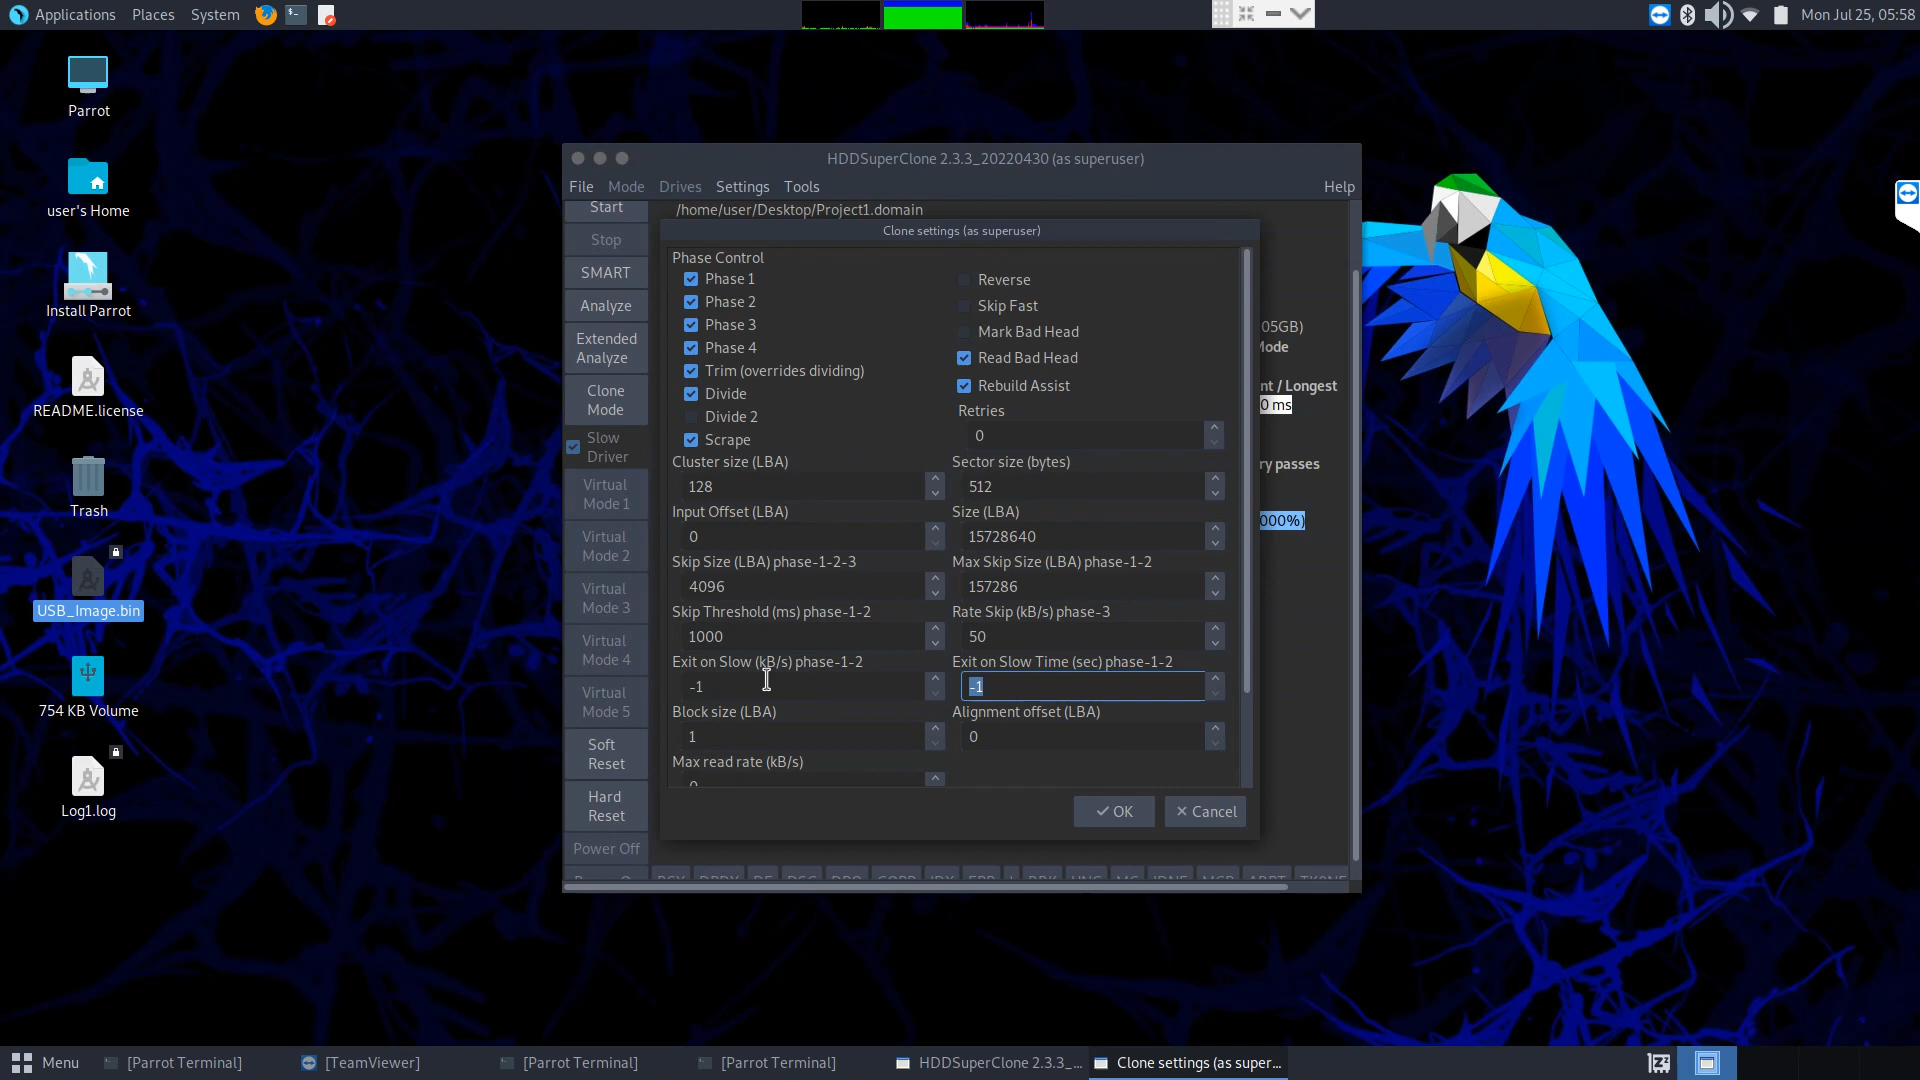 Applications Places System
Mon Jul 25, 05:58
Parrot
user's Home
Install Parrot
README.license
Trash
USB_Image.bin
754 KB Volume
Log1.log
HDDSuperClone 2.3.3_20220430 (as superuser)
File Mode Drives Settings Tools Help
Start
Stop
SMART
Analyze
Extended
Analyze
Clone
Mode
Slow
Driver
Virtual
Mode 1
Virtual
Mode 2
Virtual
Mode 3
Virtual
Mode 4
Virtual
Mode 5
Soft
Reset
Hard
Reset
Power Off
/home/user/Desktop/Project1.domain
Clone settings (as superuser)
Phase Control
Phase 1
Phase 2
Phase 3
Phase 4
Trim (overrides dividing)
Divide
Divide 2
Scrape
Reverse
Skip Fast
Mark Bad Head
Read Bad Head
Rebuild Assist
Retries
0
Cluster size (LBA) Sector size (bytes)
128 512
Input Offset (LBA) Size (LBA)
0 15728640
Skip Size (LBA) phase-1-2-3 Max Skip Size (LBA) phase-1-2
4096 157286
Skip Threshold (ms) phase-1-2 Rate Skip (kB/s) phase-3
1000 50
Exit on Slow (kB/s) phase-1-2 Exit on Slow Time (sec) phase-1-2
-1 -1
Block size (LBA) Alignment offset (LBA)
1 0
Max read rate (kB/s)
0
OK Cancel
05GB)
nt / Longest
0 ms
ry passes
000%)
Menu [Parrot Terminal] [TeamViewer] [Parrot Terminal] [Parrot Terminal] HDDSuperClone 2.3.3_... Clone settings (as super...